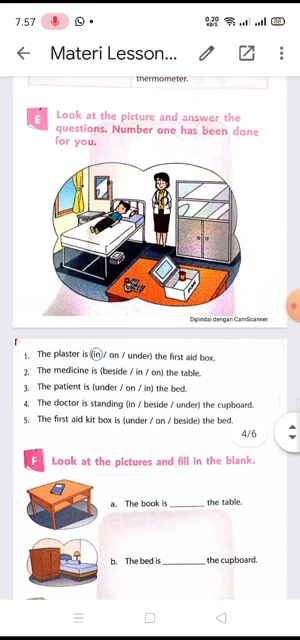 7.57
0.20
KB/S
88
Materi Lesson...
thermometer.
E
Look at the picture and answer the
questions. Number one has been done
for you.
Dipindai dengan CamScanner
1. The plaster is (in / on / under) the first aid box.
2. The medicine is (beside / in / on) the table.
3. The patient is (under / on / in) the bed.
4. The doctor is standing (in / beside / under) the cupboard.
5. The first aid kit box is (under / on / beside) the bed.
4/6
F
Look at the pictures and fill in the blank.
a. The book is ________ the table.
b. The bed is __________ the cupboard.